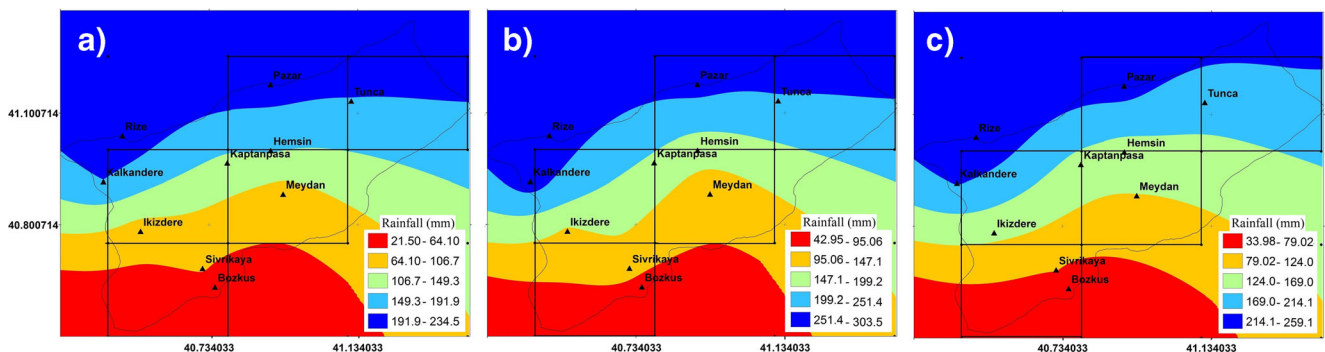 a)
Pazar
Tunca
Rize
Hemsin
Kaptanpasa
Kalkandere
Meydan
Ikizdere
Sivrikaya
Bozkus
Rainfall (mm)
21.50 - 64.10
64.10 - 106.7
106.7 - 149.3
149.3 - 191.9
191.9 - 234.5
41.100714
40.800714
40.734033 41.134033
b)
Pazar
Tunca
Rize
Hemsin
Kaptanpasa
Kalkandere
Meydan
Ikizdere
Sivrikaya
Bozkus
Rainfall (mm)
42.95 - 95.06
95.06 - 147.1
147.1 - 199.2
199.2 - 251.4
251.4 - 303.5
40.734033 41.134033
c)
Pazar
Tunca
Rize
Hemsin
Kaptanpasa
Kalkandere
Meydan
Ikizdere
Sivrikaya
Bozkus
Rainfall (mm)
33.98 - 79.02
79.02 - 124.0
124.0 - 169.0
169.0 - 214.1
214.1 - 259.1
40.734033 41.134033